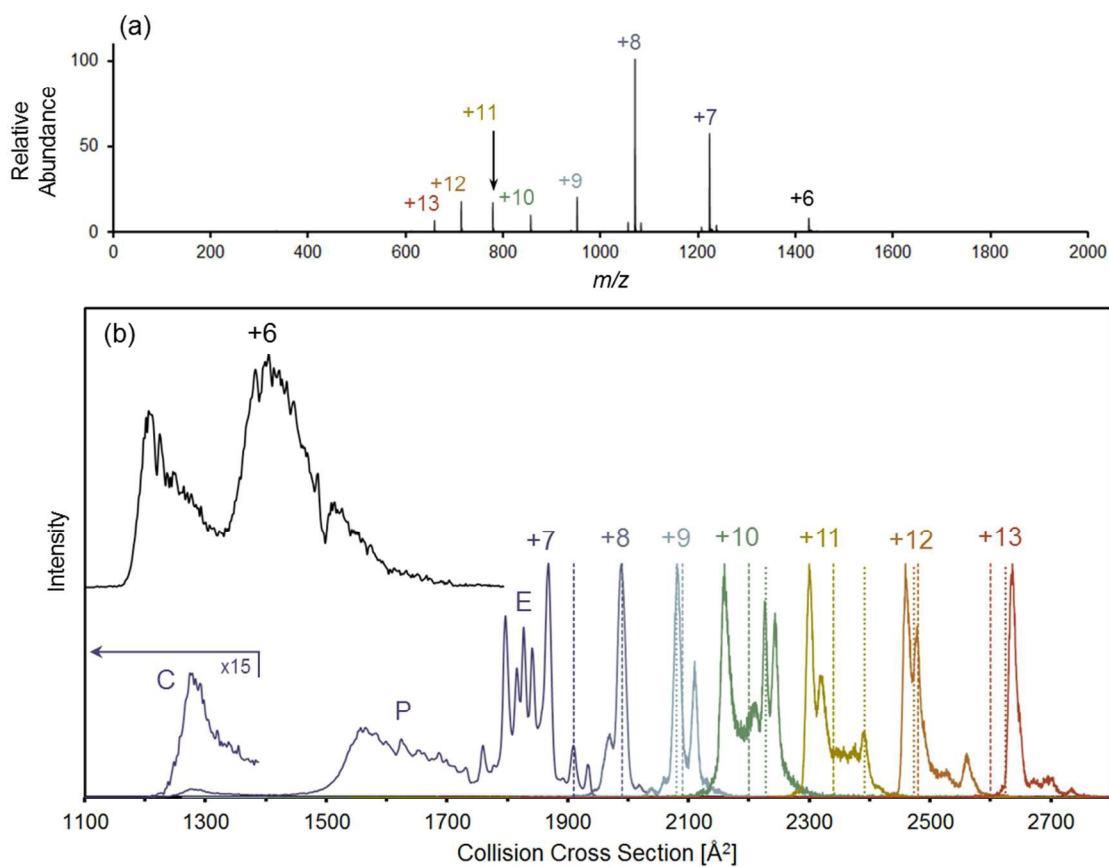 (a)
Relative
Abundance
100
50
0
+13
+12
+11
+10
+9
+8
+7
+6
0 200 400 600 800 1000 1200 1400 1600 1800 2000
m/z
(b)
Intensity
+6
+7 +8 +9 +10 +11 +12 +13
E
x15
C
P
1100 1300 1500 1700 1900 2100 2300 2500 2700
Collision Cross Section [Å²]